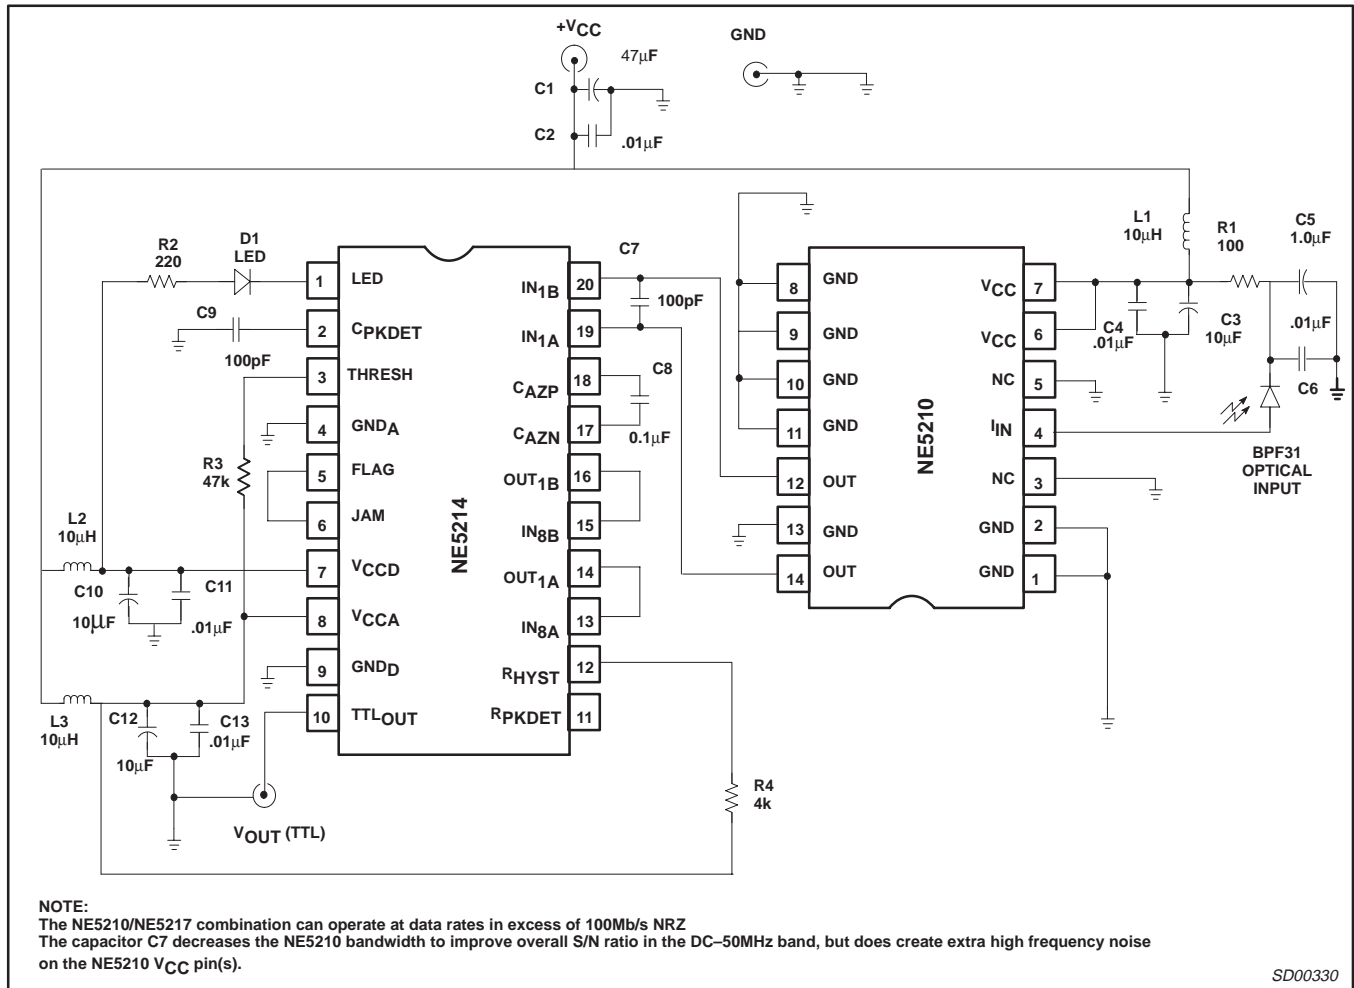 +VCC
GND
47μF
C1
C2
.01μF
L1
10μH
R1
100
C5
1.0μF
D1
LED
R2
220
C9
100pF
R3
47k
L2
10μH
C10
10μF
C11
.01μF
L3
10μH
C12
10μF
C13
.01μF
VOUT (TTL)
NE5214
1 LED
2 CPKDET
3 THRESH
4 GNDA
5 FLAG
6 JAM
7 VCCD
8 VCCA
9 GNDD
10 TTLOUT
IN1B 20
IN1A 19
CAZP 18
CAZN 17
OUT1B 16
IN8B 15
OUT1A 14
IN8A 13
RHYST 12
RPKDET 11
C7
100pF
C8
0.1μF
R4
4k
NE5210
8 GND
9 GND
10 GND
11 GND
12 OUT
13 GND
14 OUT
VCC 7
VCC 6
NC 5
IIN 4
NC 3
GND 2
GND 1
C4
.01μF
C3
10μF
.01μF
C6
BPF31
OPTICAL
INPUT
NOTE:
The NE5210/NE5217 combination can operate at data rates in excess of 100Mb/s NRZ
The capacitor C7 decreases the NE5210 bandwidth to improve overall S/N ratio in the DC–50MHz band, but does create extra high frequency noise
on the NE5210 VCC pin(s).
SD00330